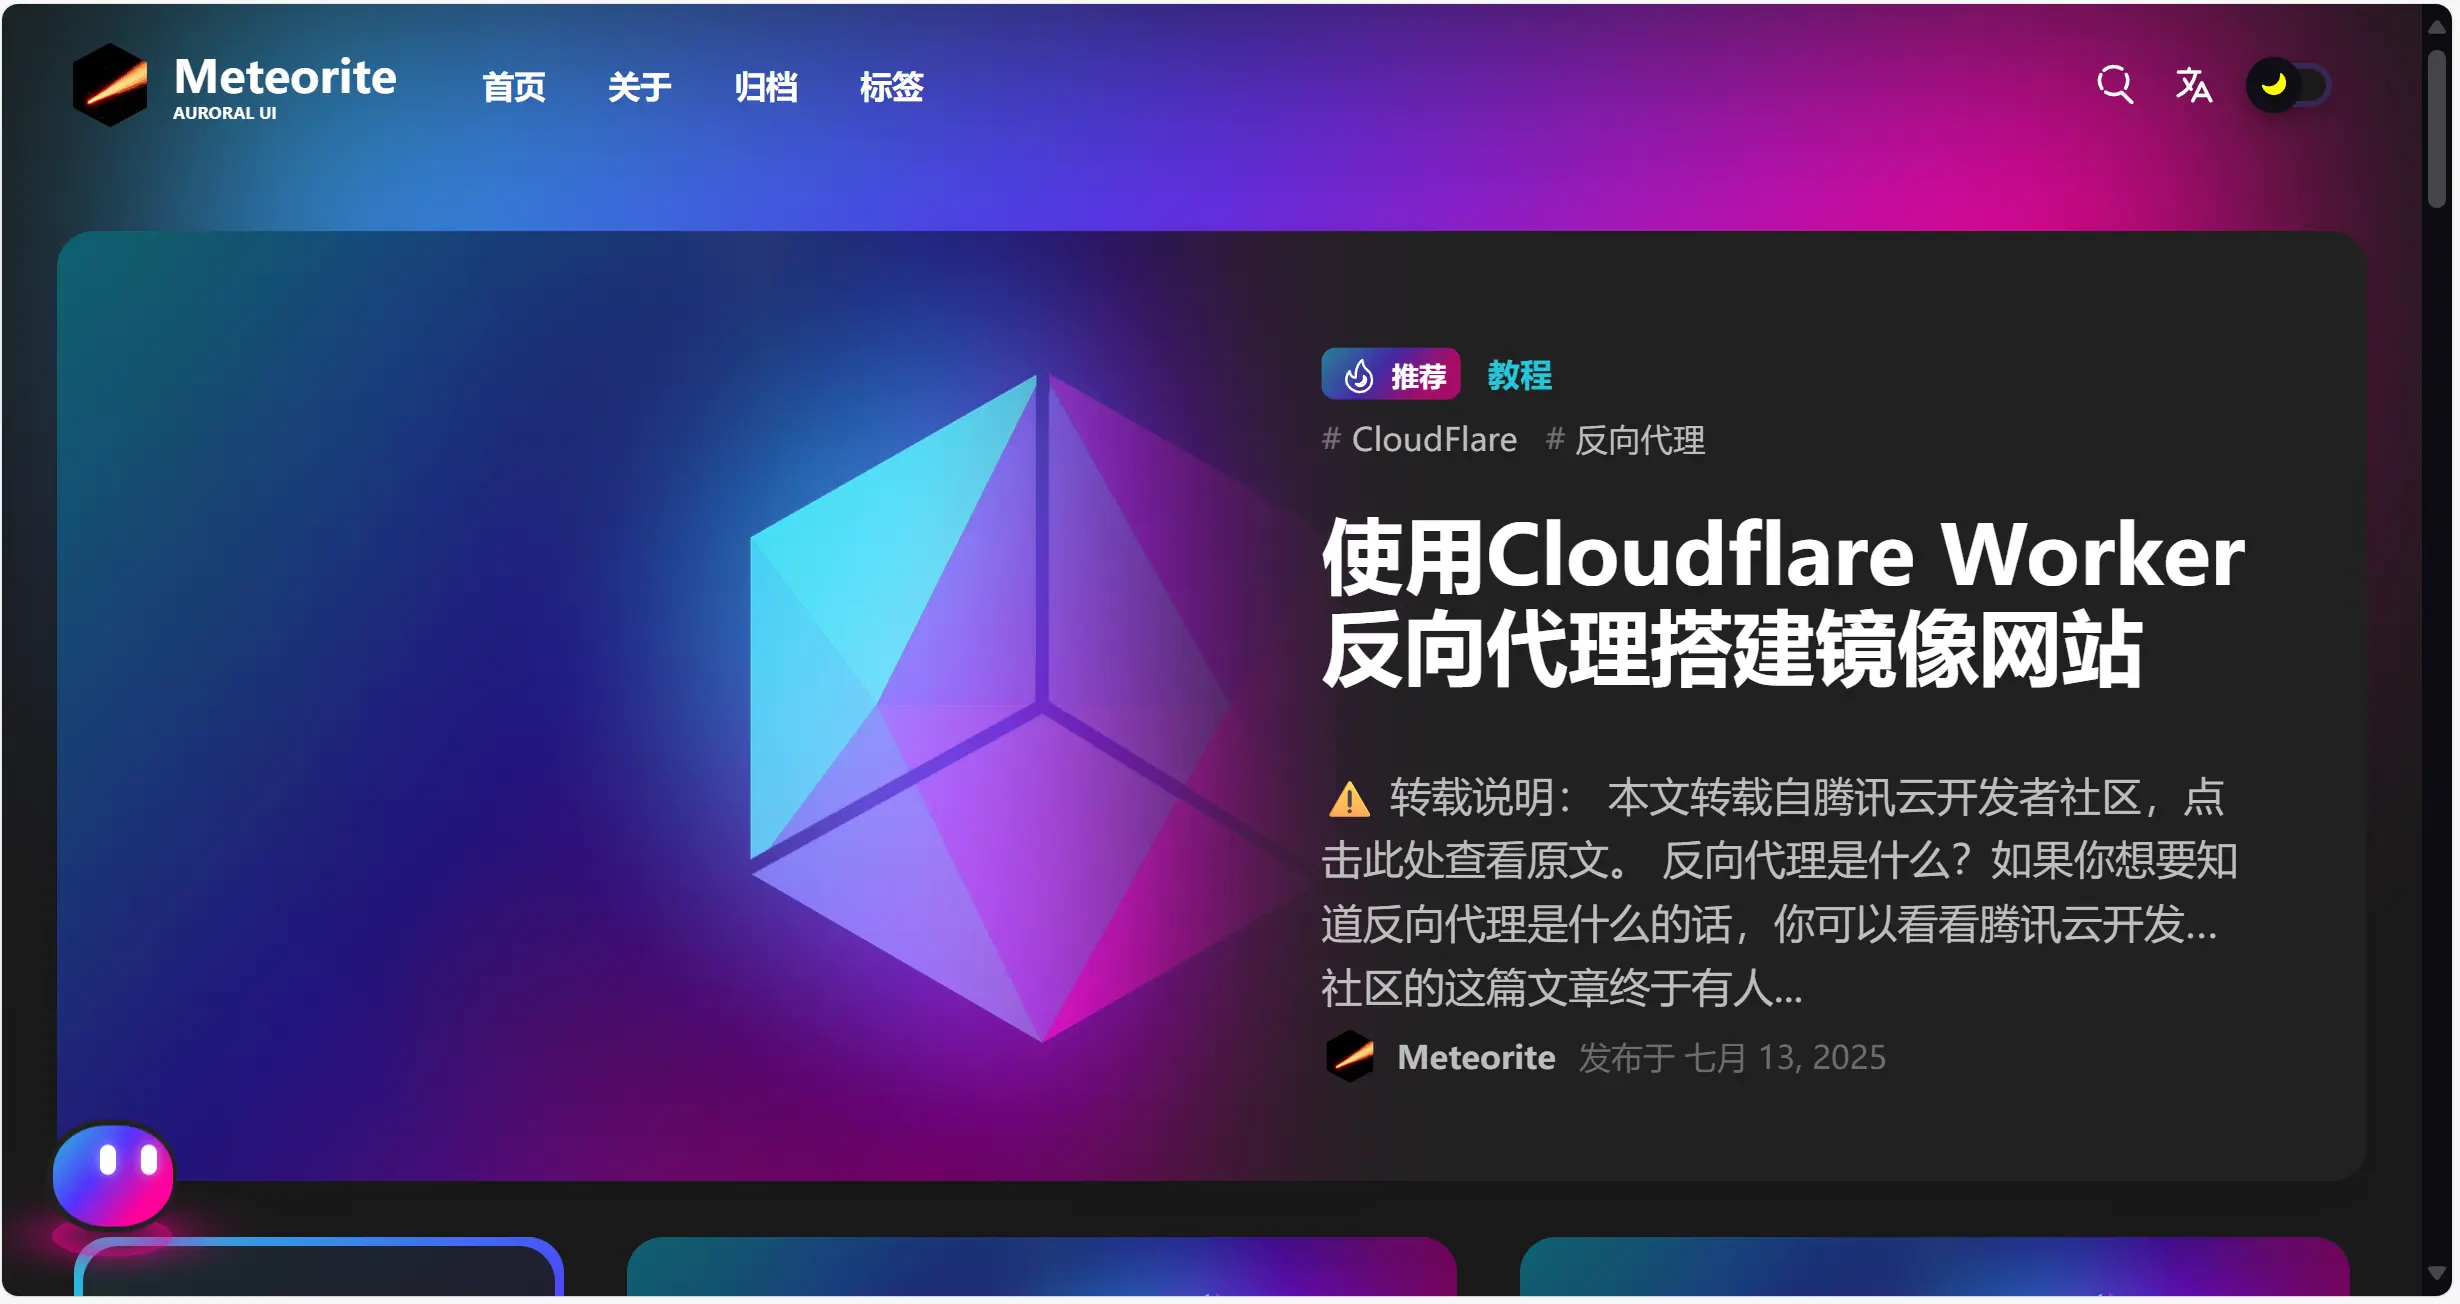 Meteorite
AURORAL UI
首页 关于 归档 标签
推荐 教程
# CloudFlare # 反向代理
使用Cloudflare Worker
反向代理搭建镜像网站
⚠️ 转载说明： 本文转载自腾讯云开发者社区，点
击此处查看原文。 反向代理是什么？如果你想要知
道反向代理是什么的话，你可以看看腾讯云开发...
社区的这篇文章终于有人...
Meteorite 发布于 七月 13, 2025